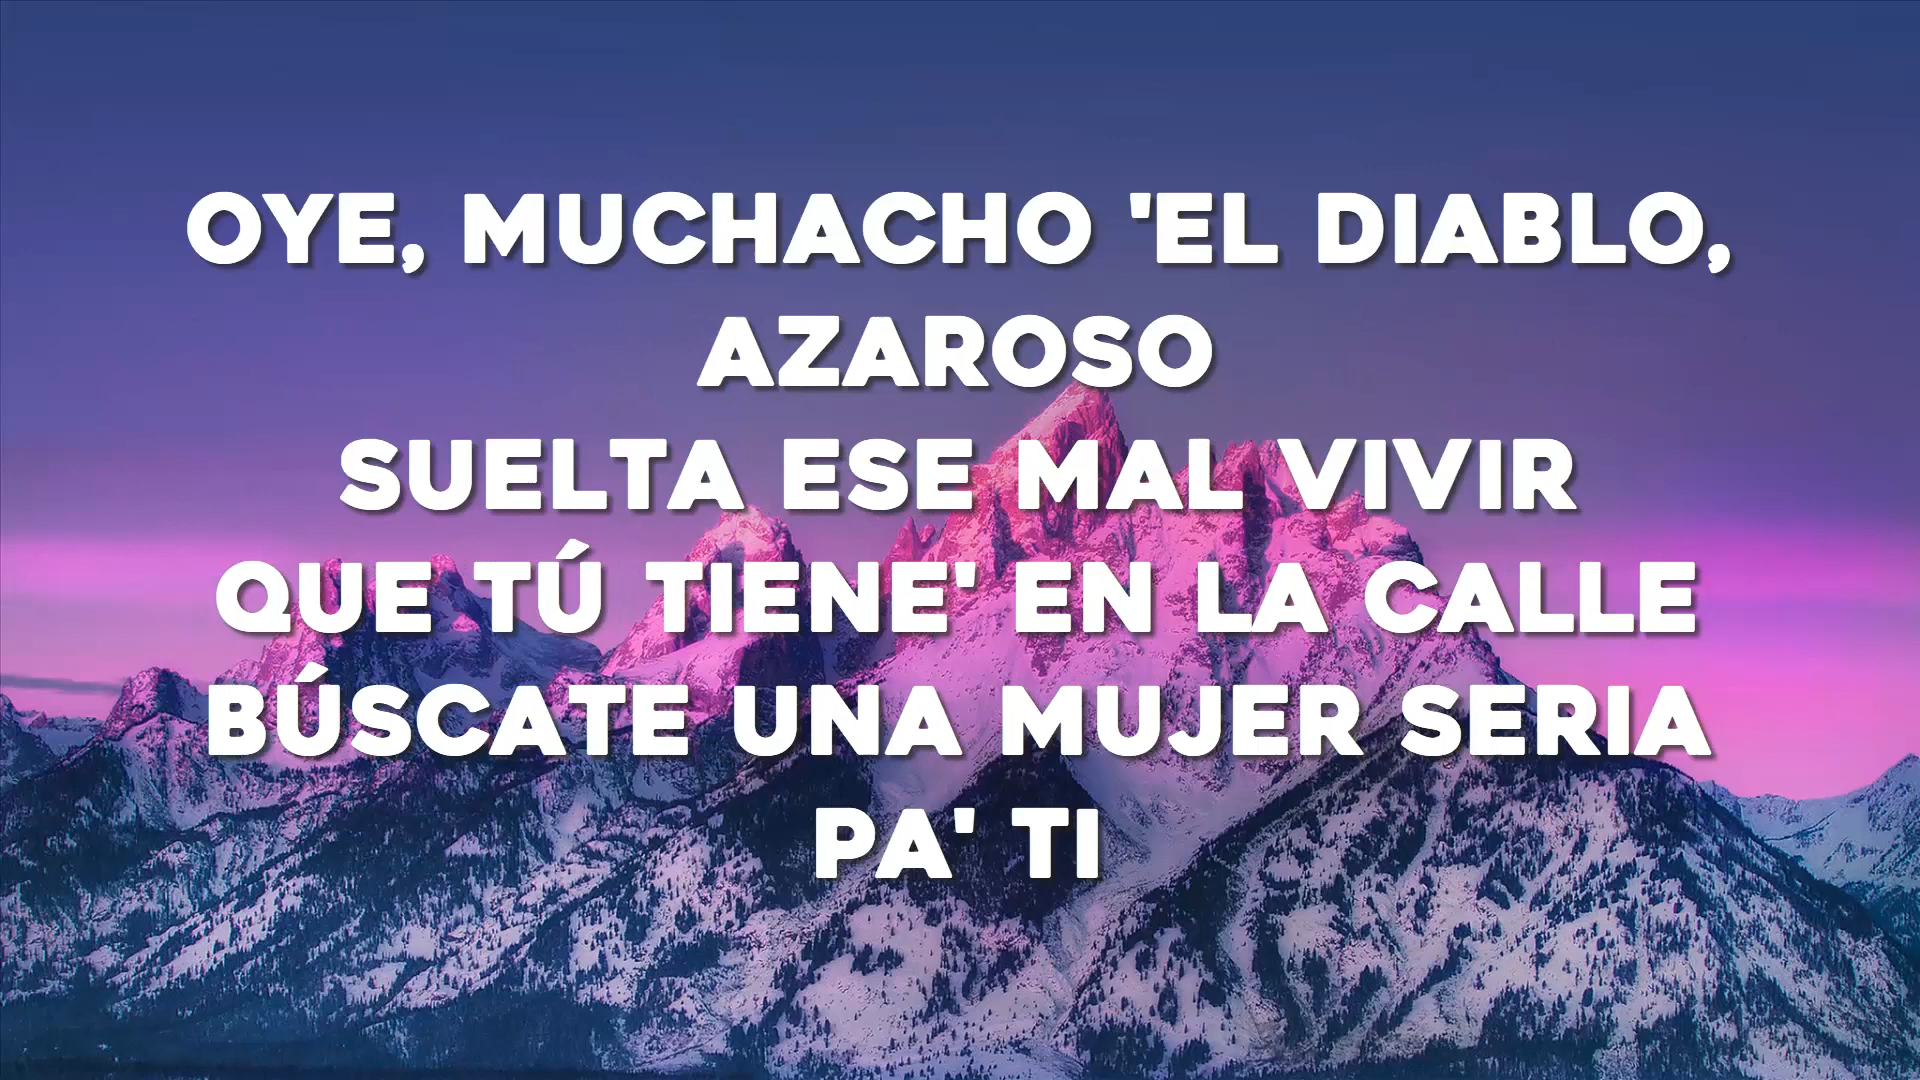 OYE, MUCHACHO 'EL DIABLO,
AZAROSO
SUELTA ESE MAL VIVIR
QUE TÚ TIENE' EN LA CALLE
BÚSCATE UNA MUJER SERIA
PA' TI